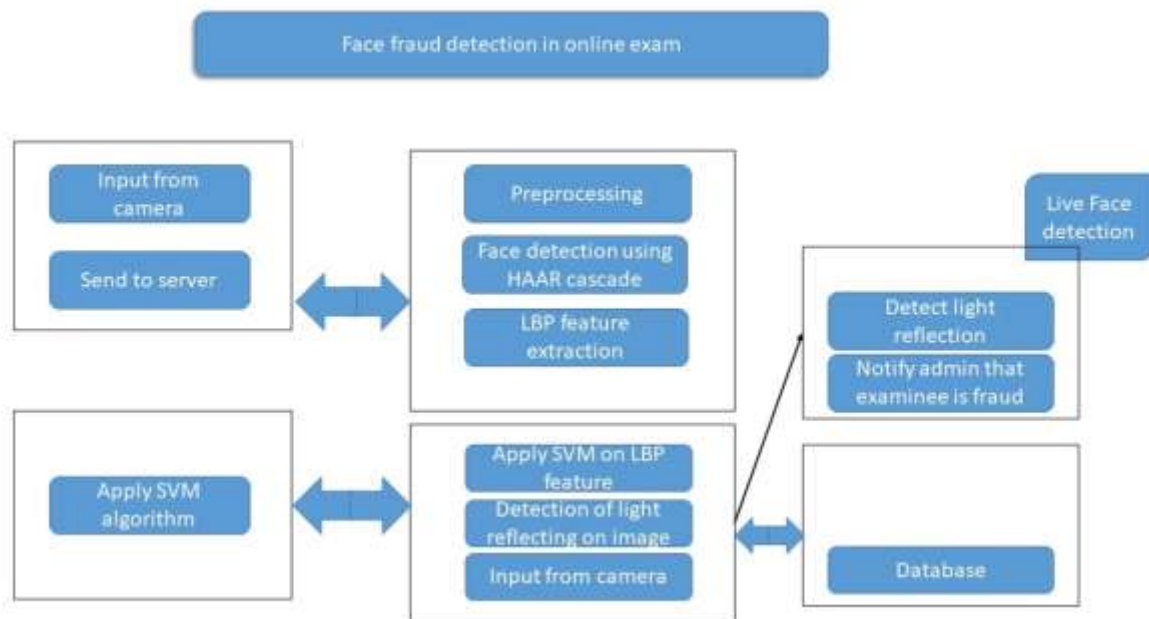 Face fraud detection in online exam
Input from
camera
Send to server
Preprocessing
Face detection using
HAAR cascade
LBP feature
extraction
Live Face
detection
Detect light
reflection
Notify admin that
examinee is fraud
Apply SVM
algorithm
Apply SVM on LBP
feature
Detection of light
reflecting on image
Input from camera
Database